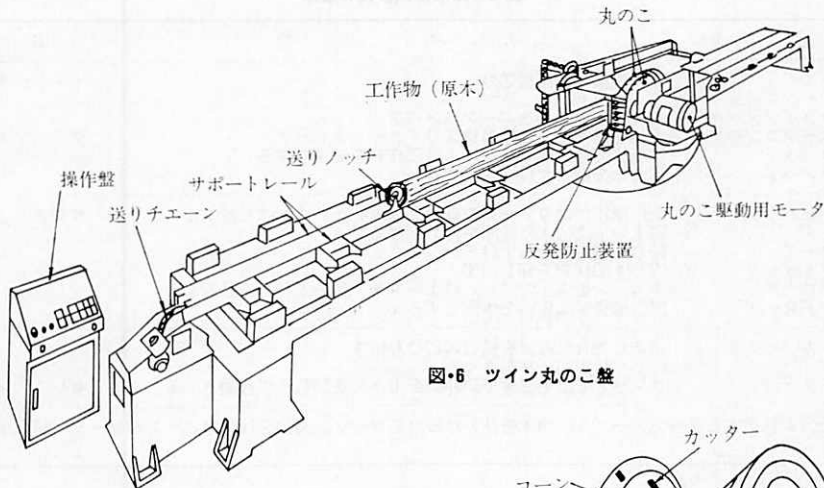 丸のこ
工作物（原木）
送りノッチ
サポートレール
操作盤
送りチエーン
丸のこ駆動用モータ
反発防止装置
図・6　ツイン丸のこ盤
カッター
コーン